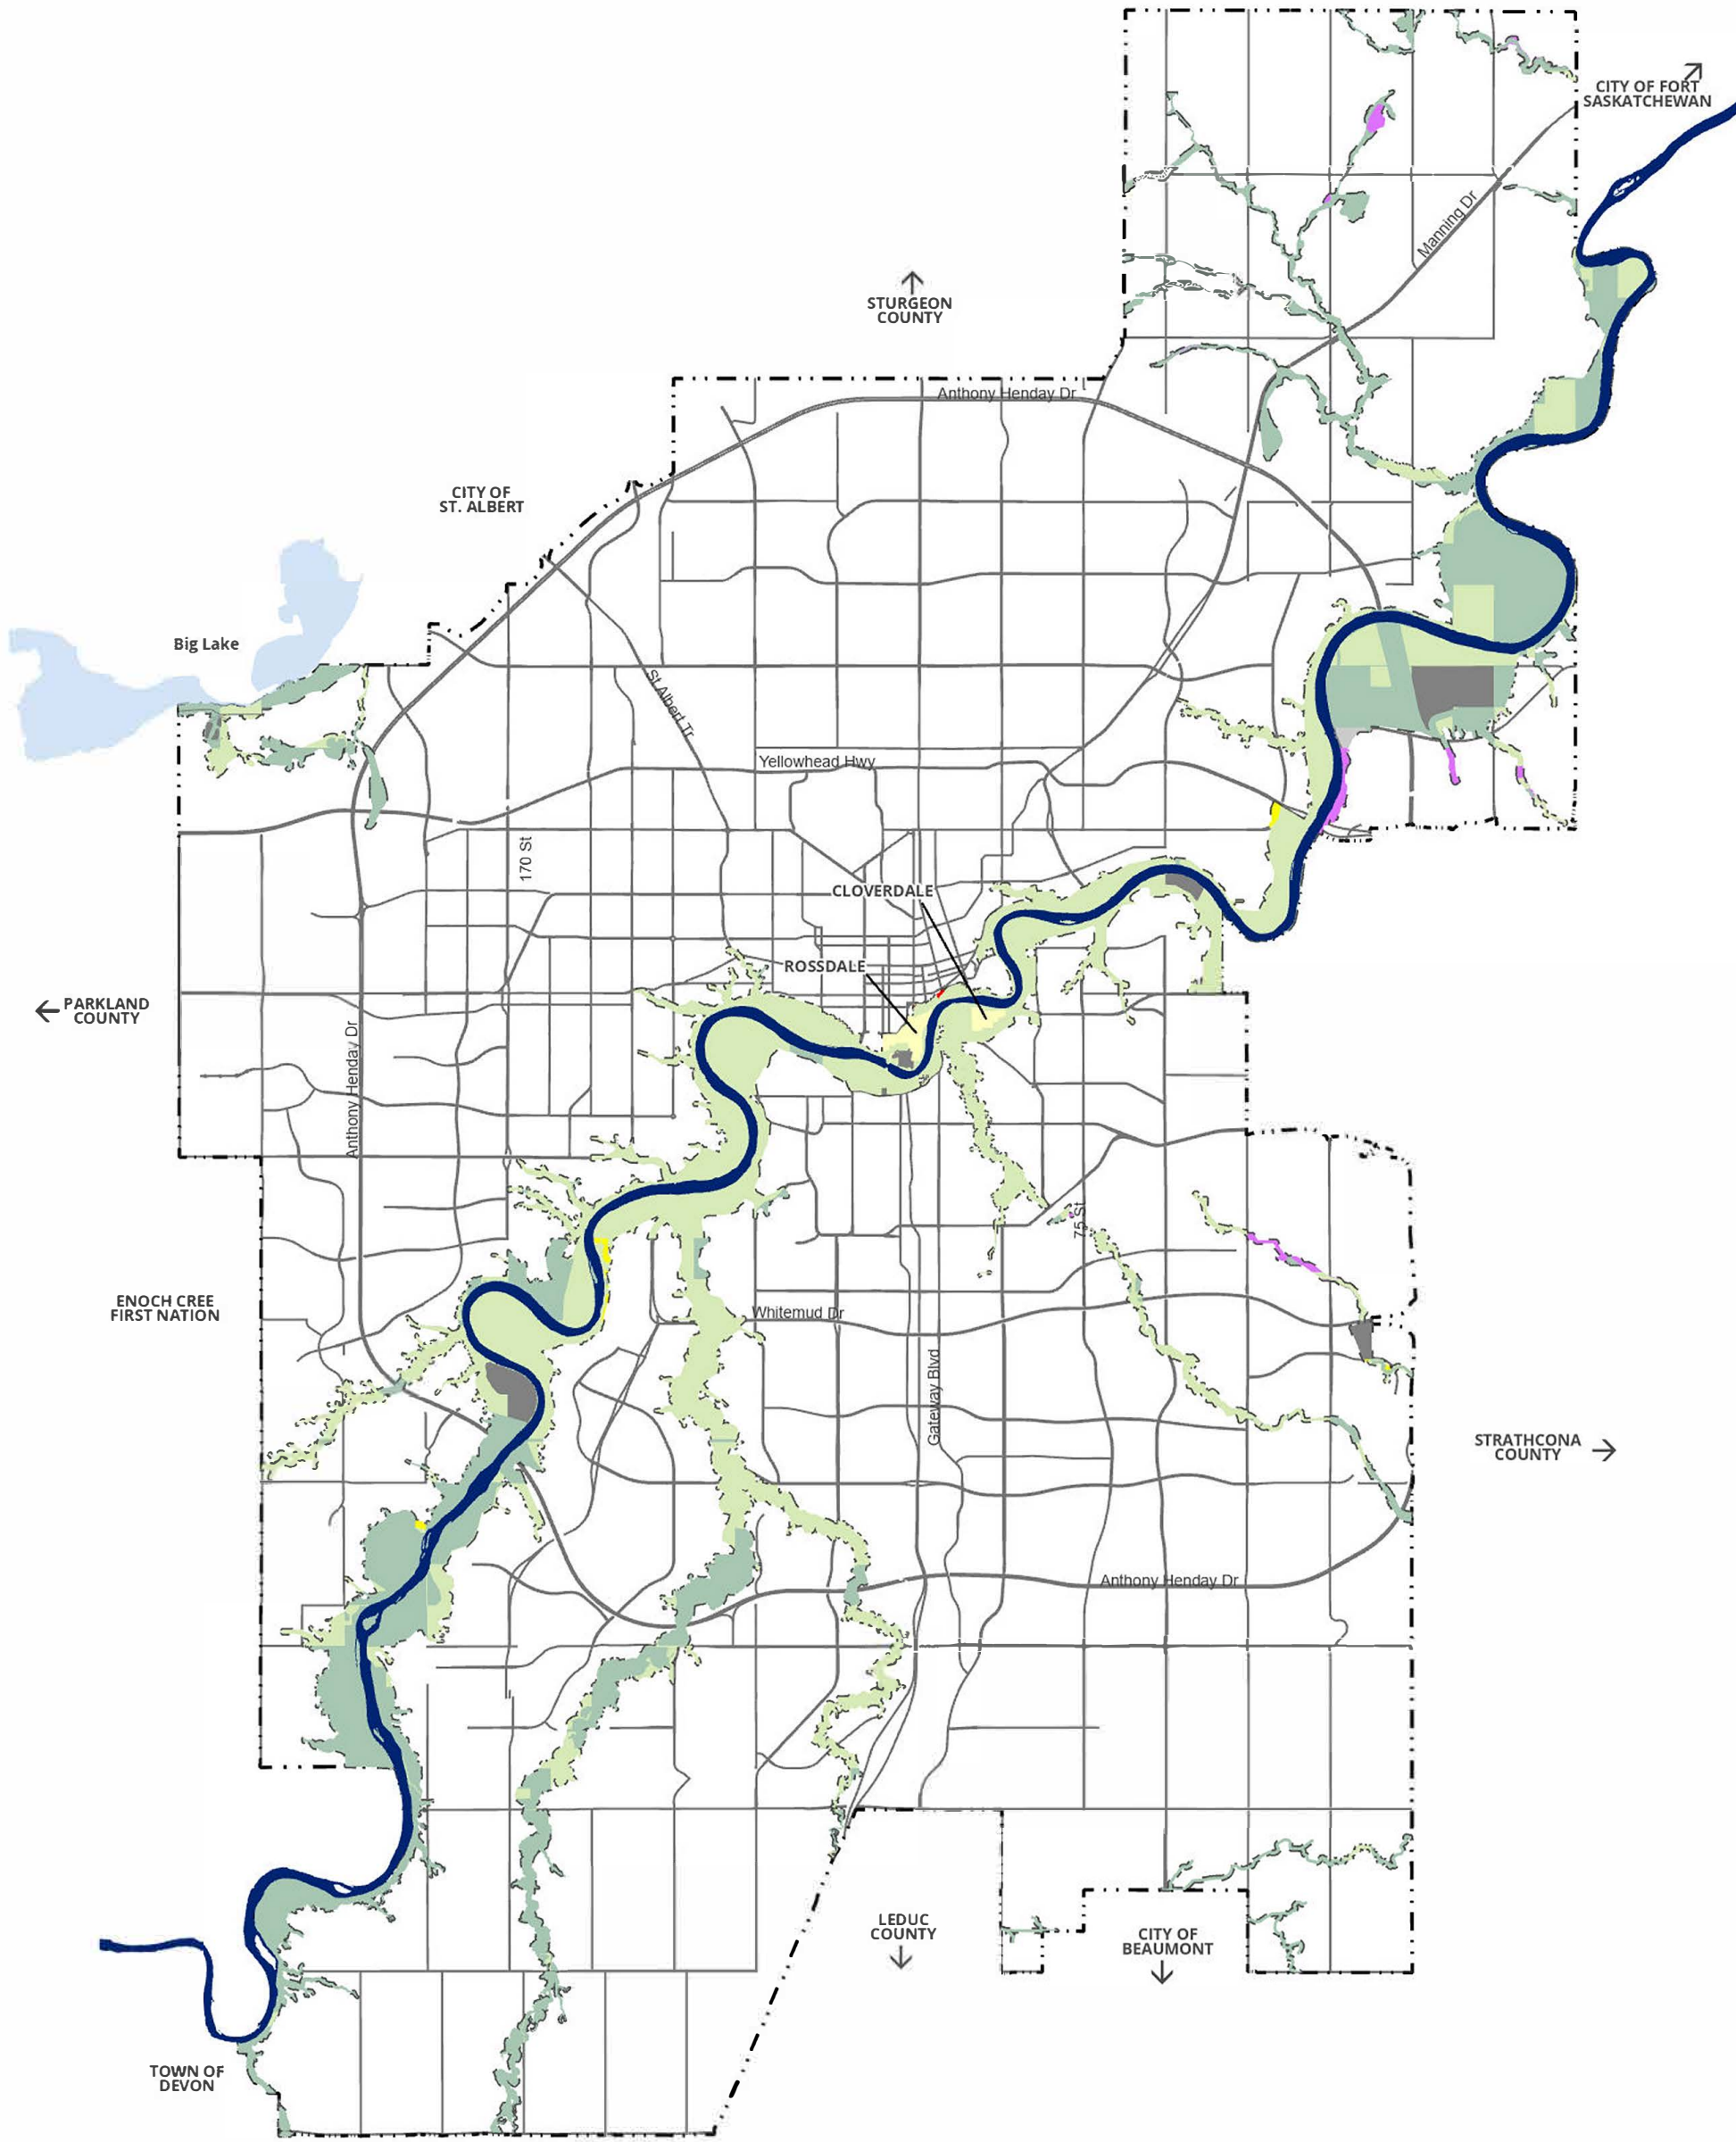 CITY OF FORT
SASKATCHEWAN
Manning Dr
STURGEON
COUNTY
Anthony Henday Dr
CITY OF
ST. ALBERT
Big Lake
St Albert Tr
Yellowhead Hwy
170 St
CLOVERDALE
ROSSDALE
PARKLAND
COUNTY
Anthony Henday Dr
75 St
ENOCH CREE
FIRST NATION
Whitemud Dr
Gateway Blvd
STRATHCONA
COUNTY
Anthony Henday Dr
LEDUC
COUNTY
CITY OF
BEAUMONT
TOWN OF
DEVON